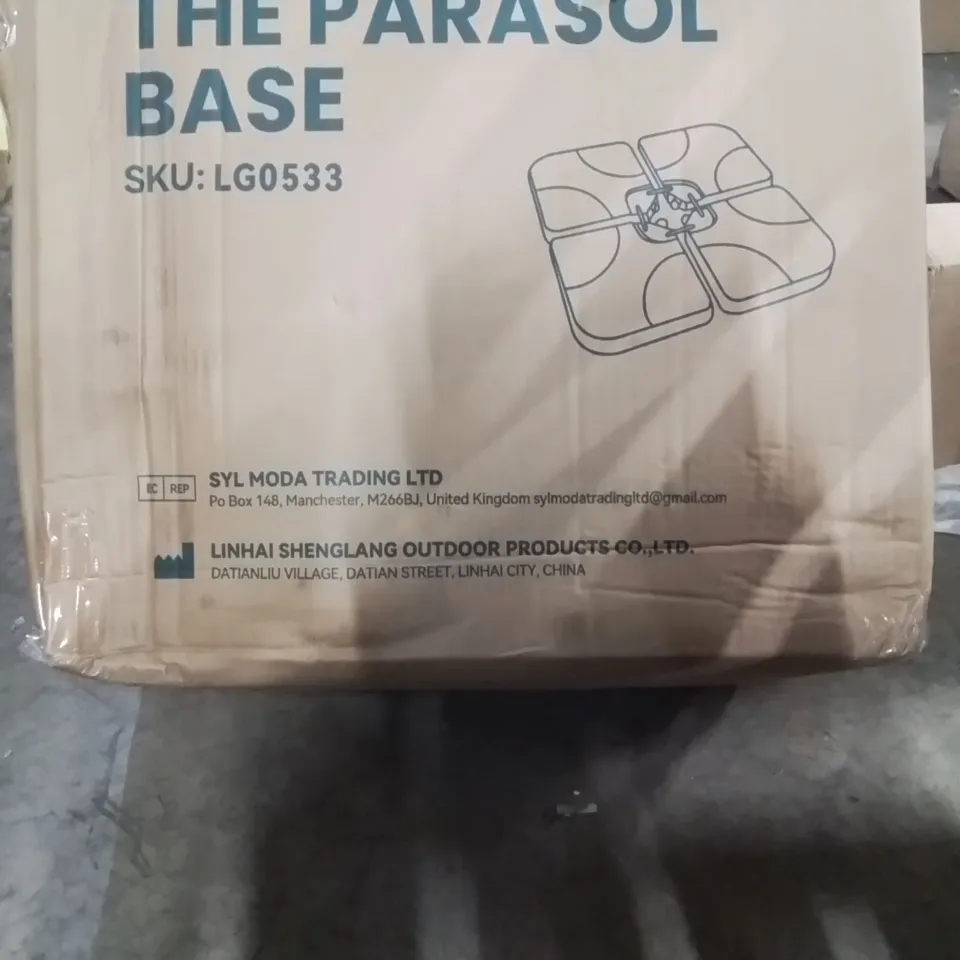 THE PARASOL
BASE
SKU: LG0533
EC REP
SYL MODA TRADING LTD
Po Box 148, Manchester, M266BJ, United Kingdom sylmodatradingltd@gmail.com
LINHAI SHENGLANG OUTDOOR PRODUCTS CO.,LTD.
DATIANLIU VILLAGE, DATIAN STREET, LINHAI CITY, CHINA